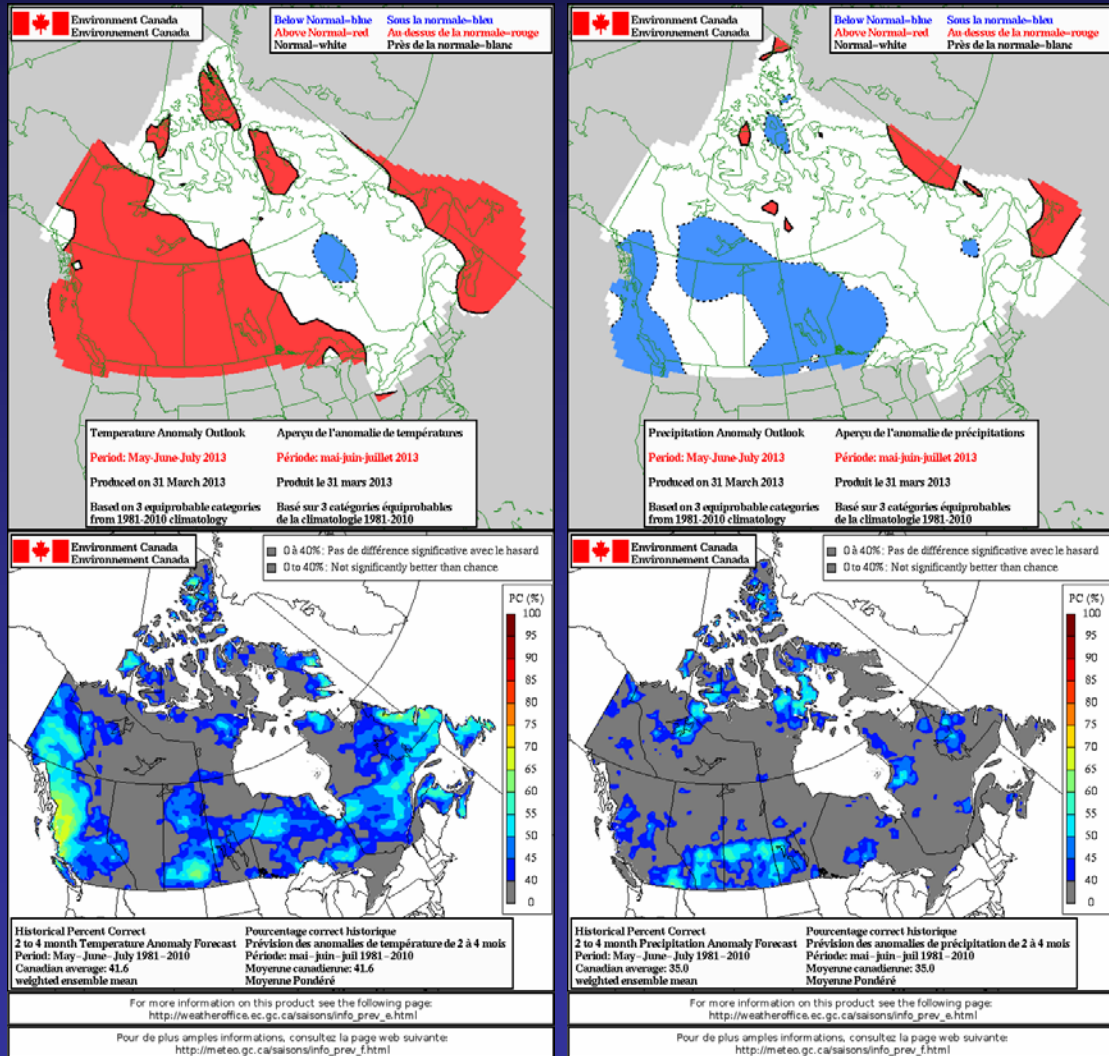 Environment Canada
Environnement Canada
Below Normal=blue Sous la normale=bleu
Above Normal=red Au-dessus de la normale=rouge
Normal=white Près de la normale=blanc
Temperature Anomaly Outlook Aperçu de l'anomalie de températures
Period: May-June-July 2013 Période: mai-juin-juillet 2013
Produced on 31 March 2013 Produit le 31 mars 2013
Based on 3 equiprobable categories Basé sur 3 catégories équiprobables
from 1981-2010 climatology de la climatologie 1981-2010
Environment Canada
Environnement Canada
Below Normal=blue Sous la normale=bleu
Above Normal=red Au-dessus de la normale=rouge
Normal=white Près de la normale=blanc
Precipitation Anomaly Outlook Aperçu de l'anomalie de précipitations
Period: May-June-July 2013 Période: mai-juin-juillet 2013
Produced on 31 March 2013 Produit le 31 mars 2013
Based on 3 equiprobable categories Basé sur 3 catégories équiprobables
from 1981-2010 climatology de la climatologie 1981-2010
Environment Canada
Environnement Canada
0 à 40%: Pas de différence significative avec le hasard
0 to 40%: Not significantly better than chance
PC (%)
100
95
90
85
80
75
70
65
60
55
50
45
40
0
Historical Percent Correct Pourcentage correct historique
2 to 4 month Temperature Anomaly Forecast Prévision des anomalies de température de 2 à 4 mois
Period: May-June-July 1981-2010 Période: mai-juin-juil 1981-2010
Canadian average: 41.6 Moyenne canadienne: 41.6
weighted ensemble mean Moyenne Pondéré
For more information on this product see the following page:
http://weatheroffice.ec.gc.ca/saisons/info_prev_e.html
Pour de plus amples informations, consultez la page web suivante:
http://meteo.gc.ca/saisons/info_prev_f.html
Environment Canada
Environnement Canada
0 à 40%: Pas de différence significative avec le hasard
0 to 40%: Not significantly better than chance
PC (%)
100
95
90
85
80
75
70
65
60
55
50
45
40
0
Historical Percent Correct Pourcentage correct historique
2 to 4 month Precipitation Anomaly Forecast Prévision des anomalies de précipitation de 2 à 4 mois
Period: May-June-July 1981-2010 Période: mai-juin-juil 1981-2010
Canadian average: 35.0 Moyenne canadienne: 35.0
weighted ensemble mean Moyenne Pondéré
For more information on this product see the following page:
http://weatheroffice.ec.gc.ca/saisons/info_prev_e.html
Pour de plus amples informations, consultez la page web suivante:
http://meteo.gc.ca/saisons/info_prev_f.html